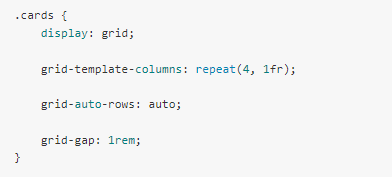 .cards {
    display: grid;
    grid-template-columns: repeat(4, 1fr);
    grid-auto-rows: auto;
    grid-gap: 1rem;
}